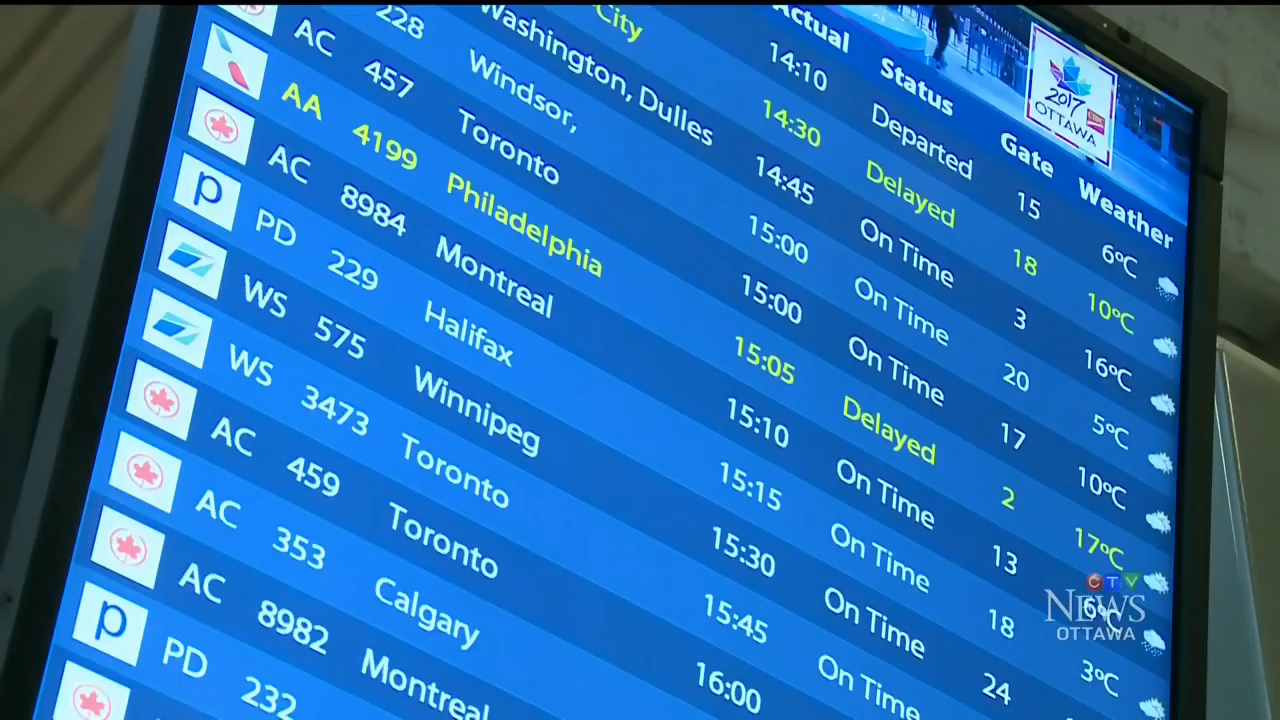 Actual Status Gate Weather
2017
OTTAWA
14:10 Departed 15 6°C
City 14:30 Delayed 18 10°C
Washington, Dulles 14:45 On Time 3 16°C
228 Windsor, 15:00 On Time 20 5°C
AC 457 Toronto 15:00 On Time 17 10°C
AA 4199 Philadelphia 15:05 Delayed 2 17°C
AC 8984 Montreal 15:10 On Time 13 6°C
p PD 229 Halifax 15:15 On Time 18 3°C
WS 575 Winnipeg 15:30 On Time 24
WS 3473 Toronto 15:45 On Time
AC 459 Toronto 16:00
AC 353 Calgary
AC 8982 Montreal
p PD 232
CTV
NEWS
OTTAWA